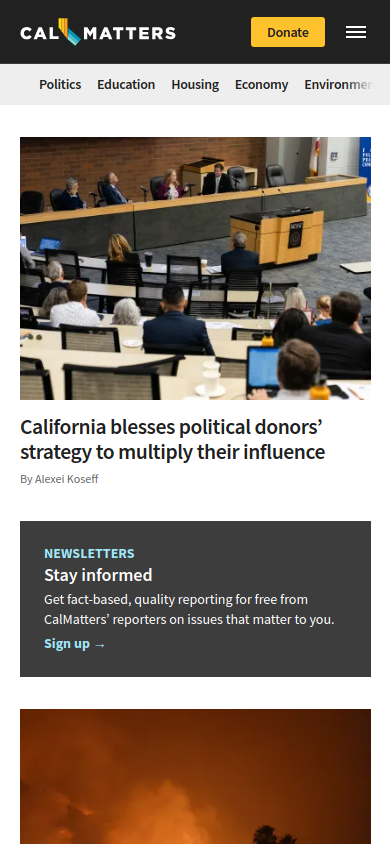 CAL MATTERS
Donate
Politics Education Housing Economy
California blesses political donors’
strategy to multiply their influence
By Alexei Koseff
NEWSLETTERS
Stay informed
Get fact-based, quality reporting for free from
CalMatters’ reporters on issues that matter to you.
Sign up →